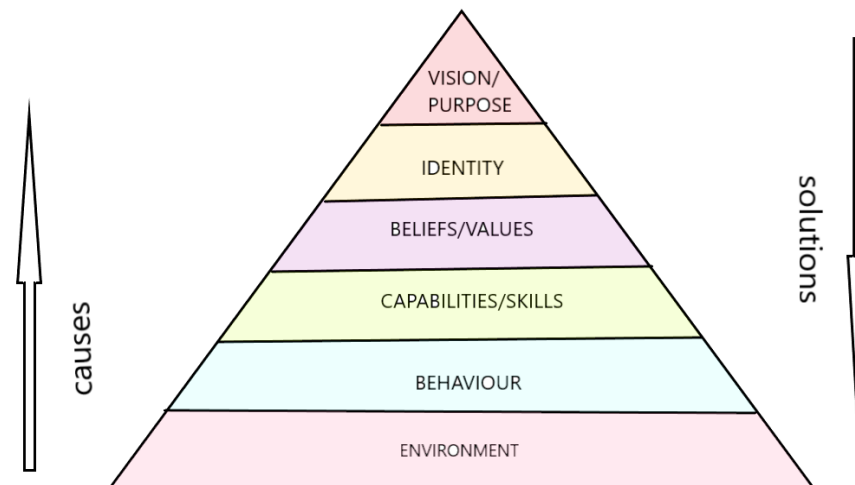 VISION/
PURPOSE
IDENTITY
BELIEFS/VALUES
CAPABILITIES/SKILLS
BEHAVIOUR
ENVIRONMENT
causes
solutions